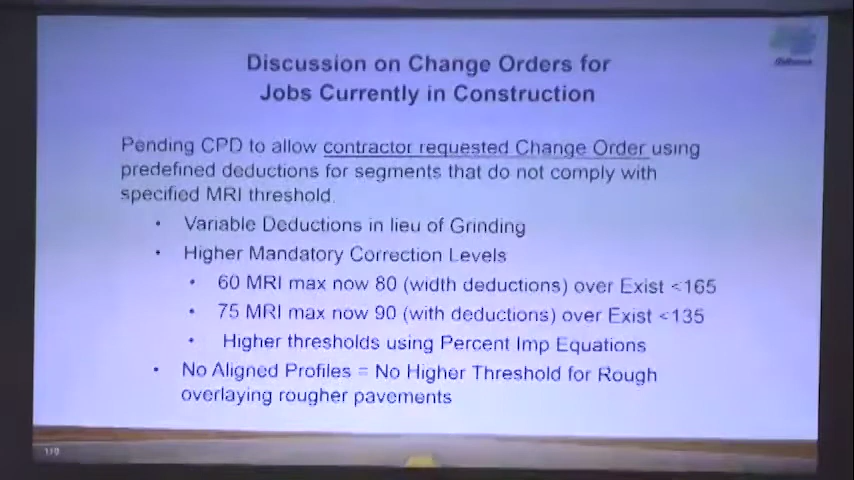 Discussion on Change Orders for
Jobs Currently in Construction
Pending CPD to allow contractor requested Change Order using
predefined deductions for segments that do not comply with
specified MRI threshold.
• Variable Deductions in lieu of Grinding
• Higher Mandatory Correction Levels
• 60 MRI max now 80 (width deductions) over Exist <165
• 75 MRI max now 90 (with deductions) over Exist <135
• Higher thresholds using Percent Imp Equations
• No Aligned Profiles = No Higher Threshold for Rough
overlaying rougher pavements